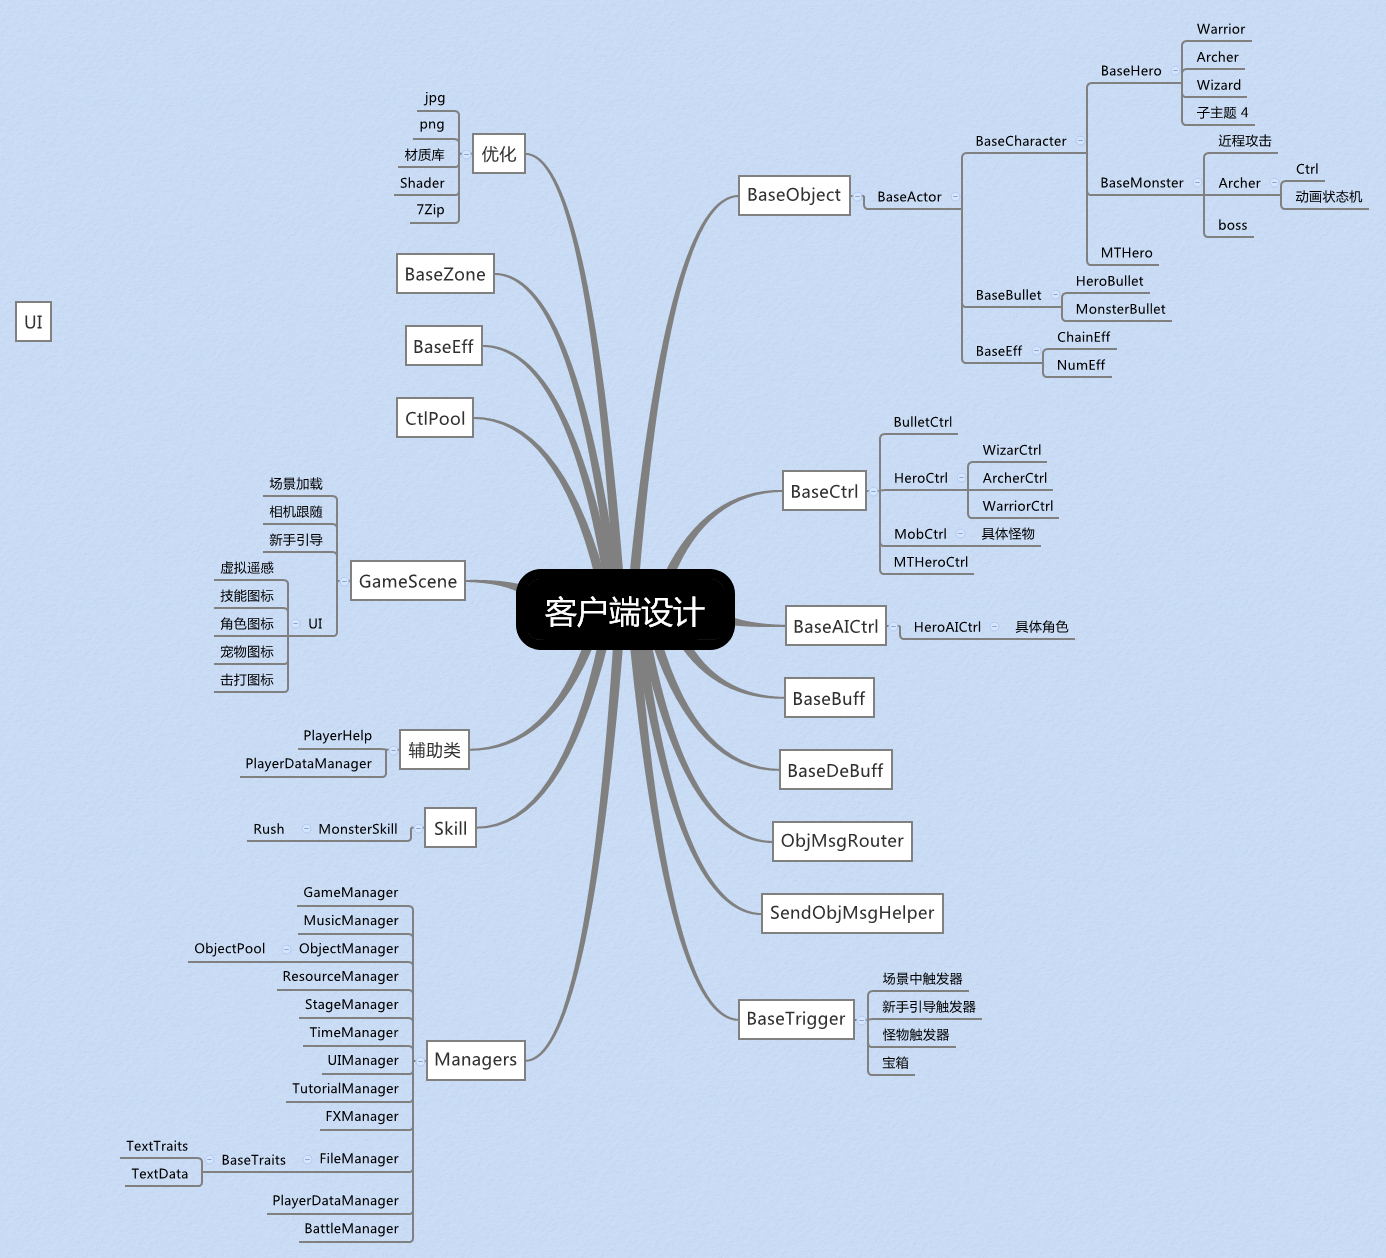 客户端设计
BaseObject
BaseActor
BaseCharacter
BaseHero
Warrior
Archer
Wizard
子主题 4
BaseMonster
近程攻击
Archer
Ctrl
动画状态机
boss
MTHero
BaseBullet
HeroBullet
MonsterBullet
BaseEff
ChainEff
NumEff
BaseCtrl
BulletCtrl
HeroCtrl
WizarCtrl
ArcherCtrl
WarriorCtrl
MobCtrl
具体怪物
MTHeroCtrl
BaseAICtrl
HeroAICtrl
具体角色
BaseBuff
BaseDeBuff
ObjMsgRouter
SendObjMsgHelper
BaseTrigger
场景中触发器
新手引导触发器
怪物触发器
宝箱
优化
jpg
png
材质库
Shader
7Zip
BaseZone
BaseEff
CtlPool
GameScene
场景加载
相机跟随
新手引导
UI
虚拟遥感
技能图标
角色图标
宠物图标
击打图标
辅助类
PlayerHelp
PlayerDataManager
Skill
MonsterSkill
Rush
Managers
GameManager
MusicManager
ObjectManager
ObjectPool
ResourceManager
StageManager
TimeManager
UIManager
TutorialManager
FXManager
FileManager
BaseTraits
TextTraits
TextData
PlayerDataManager
BattleManager
UI